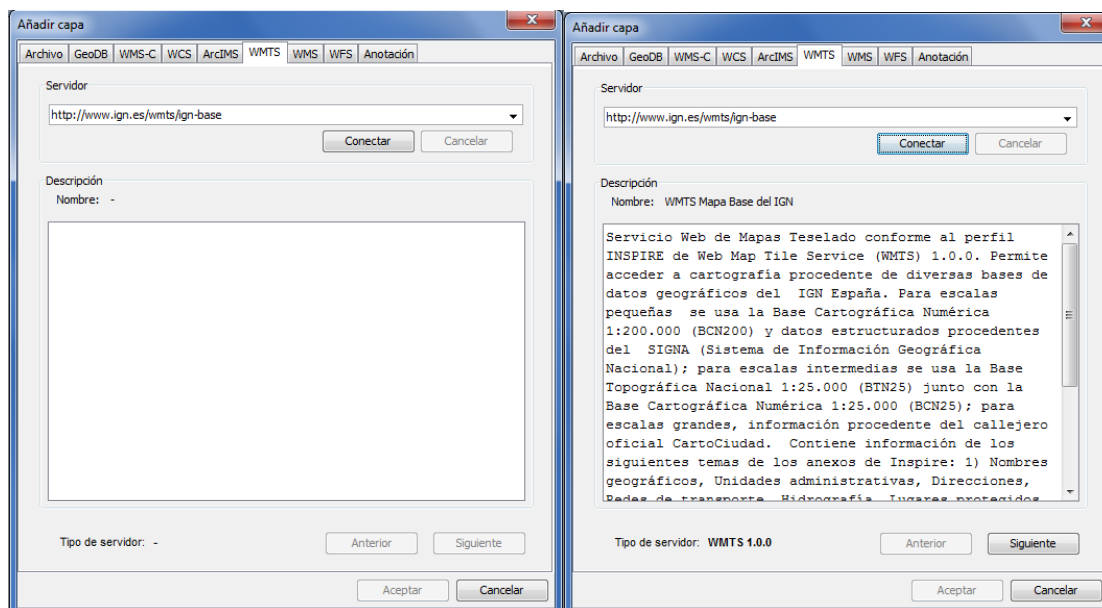 Añadir capa
Archivo GeoDB WMS-C WCS ArcIMS WMTS WMS WFS Anotación
Servidor
http://www.ign.es/wmts/ign-base
Conectar Cancelar
Descripción
Nombre: -
Tipo de servidor: -
Anterior Siguiente
Aceptar Cancelar
Añadir capa
Archivo GeoDB WMS-C WCS ArcIMS WMTS WMS WFS Anotación
Servidor
http://www.ign.es/wmts/ign-base
Conectar Cancelar
Descripción
Nombre: WMTS Mapa Base del IGN
Servicio Web de Mapas Teselado conforme al perfil
INSPIRE de Web Map Tile Service (WMTS) 1.0.0. Permite
acceder a cartografía procedente de diversas bases de
datos geográficos del IGN España. Para escalas
pequeñas se usa la Base Cartográfica Numérica
1:200.000 (BCN200) y datos estructurados procedentes
del SIGNA (Sistema de Información Geográfica
Nacional); para escalas intermedias se usa la Base
Topográfica Nacional 1:25.000 (BTN25) junto con la
Base Cartográfica Numérica 1:25.000 (BCN25); para
escalas grandes, información procedente del callejero
oficial CartoCiudad. Contiene información de los
siguientes temas de los anexos de Inspire: 1) Nombres
geográficos, Unidades administrativas, Direcciones,
Redes de transporte, Hidrografía, Lugares protegidos
Tipo de servidor: WMTS 1.0.0
Anterior Siguiente
Aceptar Cancelar